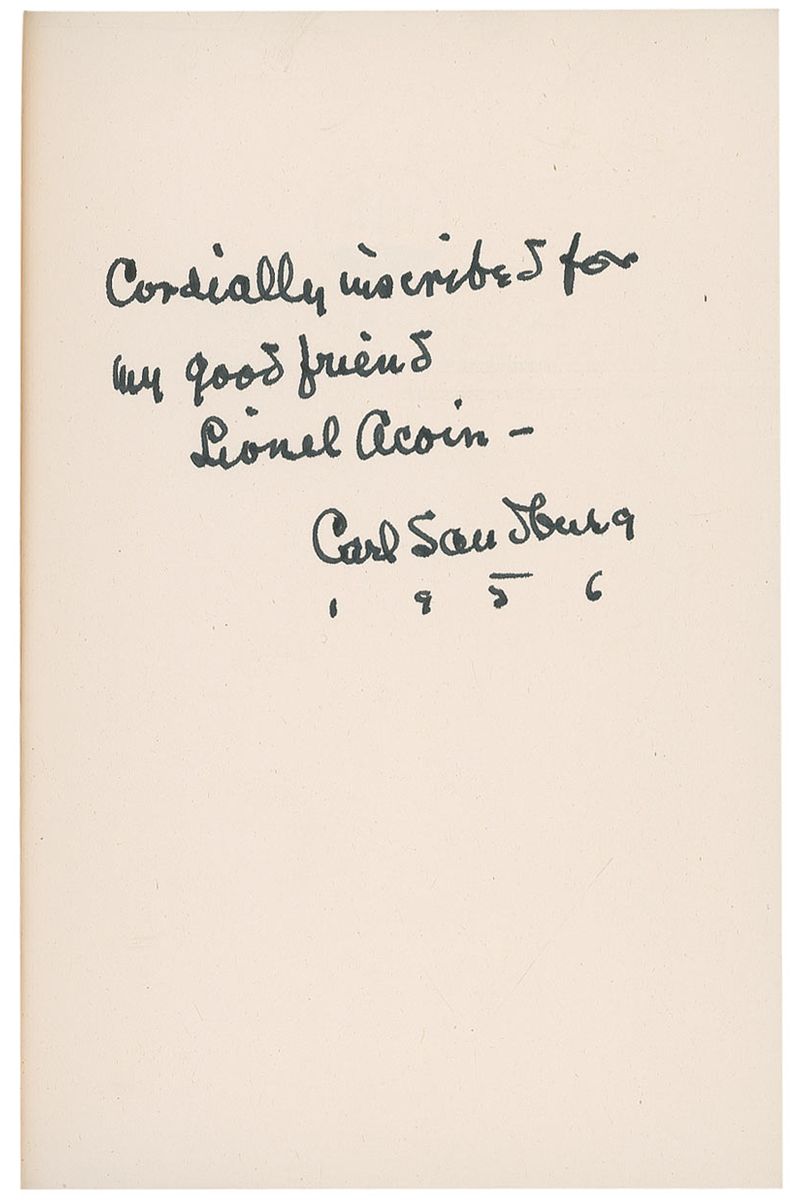 Cordially inscribed for
my good friend
Lionel Acoin –
Carl Sandburg
1 9 5 6